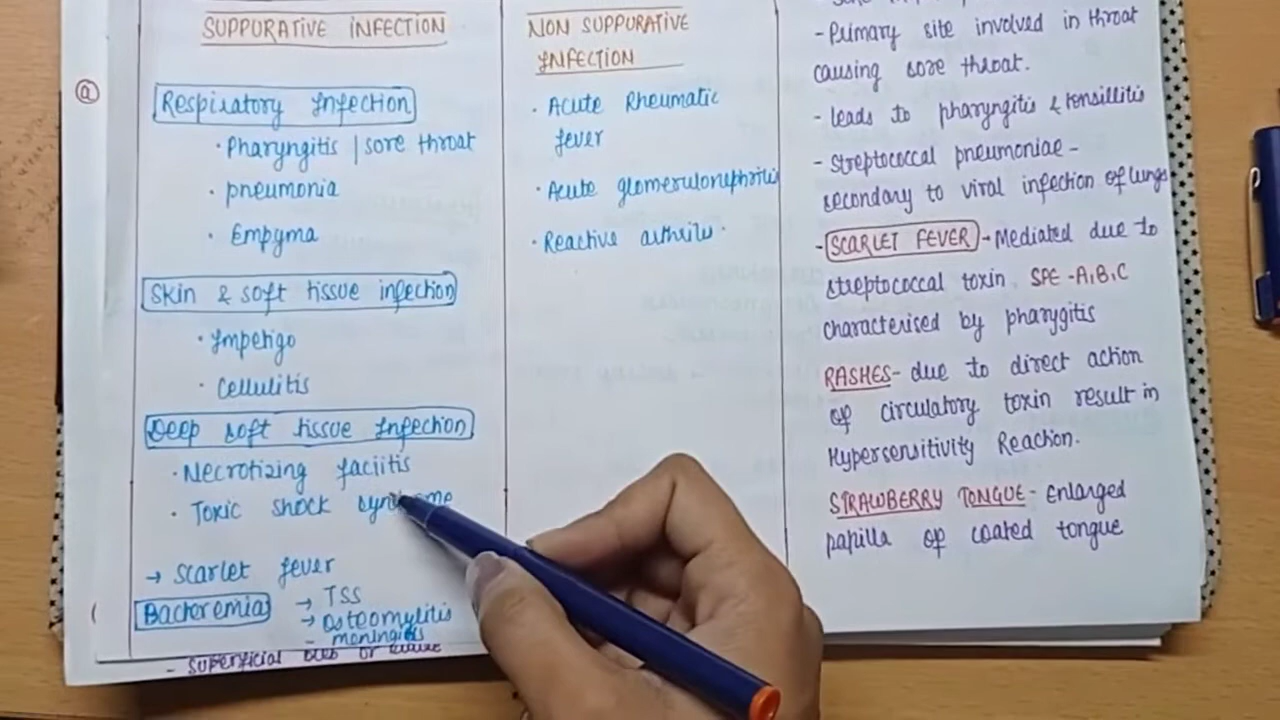 SUPPURATIVE INFECTION
a
Respiratory Infection
· Pharyngitis | sore throat
· pneumonia
· Empyma
Skin & soft tissue infection
· Impetigo
· cellulitis
Deep soft tissue Infection
· Necrotizing faciitis
· Toxic shock syndrome
→ scarlet fever
Bacteremia → TSS
→ Osteomylitis
- meningitis
- superficial
NON SUPPURATIVE
INFECTION
· Acute Rheumatic
fever
· Acute glomerulonephritis
· Reactive arthritis ·
- Primary site involved in throat
causing sore throat.
- leads to pharyngitis & tonsillitis
- streptococcal pneumoniae -
secondary to viral infection of lungs
- SCARLET FEVER - Mediated due to
streptococcal toxin SPE -A,B,C
characterised by pharygitis
RASHES - due to direct action
of circulatory toxin result in
Hypersensitivity Reaction.
STRAWBERRY TONGUE - Enlarged
papilla of coated tongue